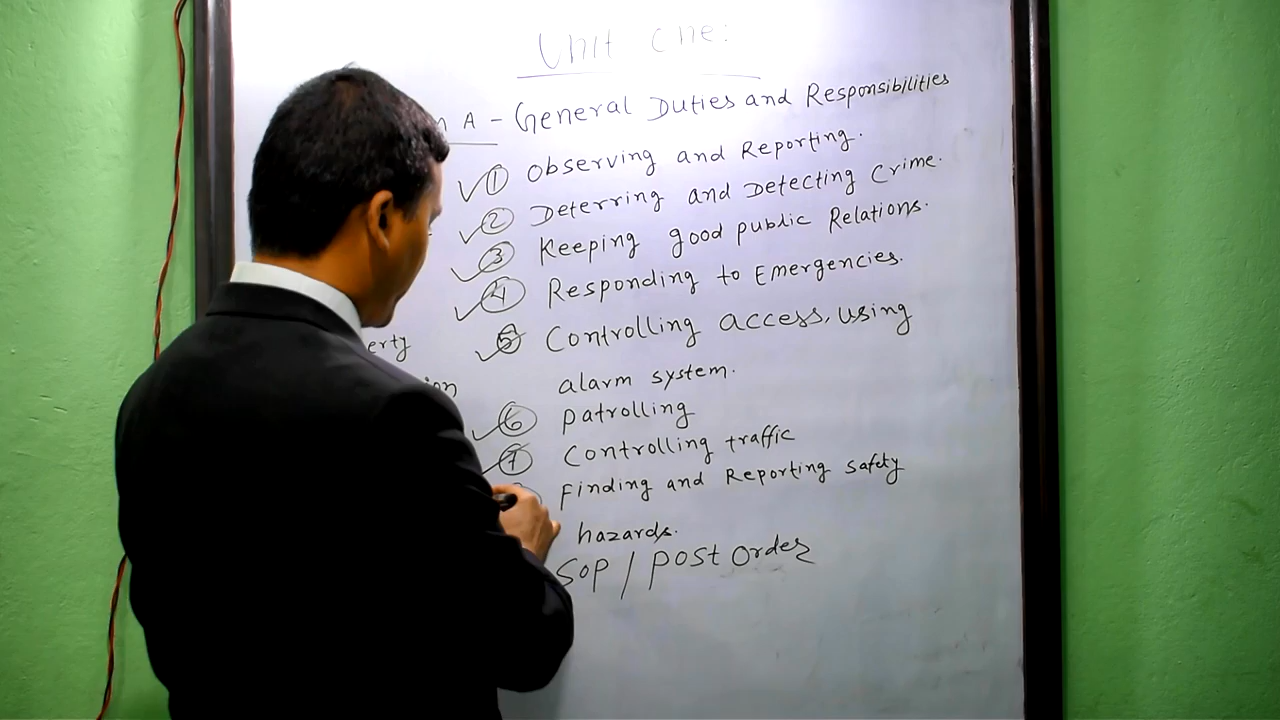 Unit One:
A - General Duties and Responsibilities
✓ ① Observing and Reporting.
✓ ② Deterring and Detecting Crime.
✓ ③ Keeping good public Relations.
✓ ④ Responding to Emergencies.
✓ ⑤ Controlling access, using
alarm system.
✓ ⑥ patrolling
✓ ⑦ Controlling traffic
Finding and Reporting safety
hazards.
SOP / Post Order
erty